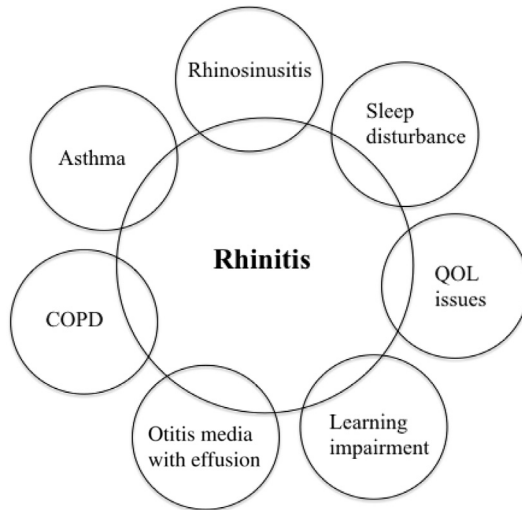 Rhinosinusitis
Sleep
disturbance
Asthma
Rhinitis
QOL
issues
COPD
Learning
impairment
Otitis media
with effusion